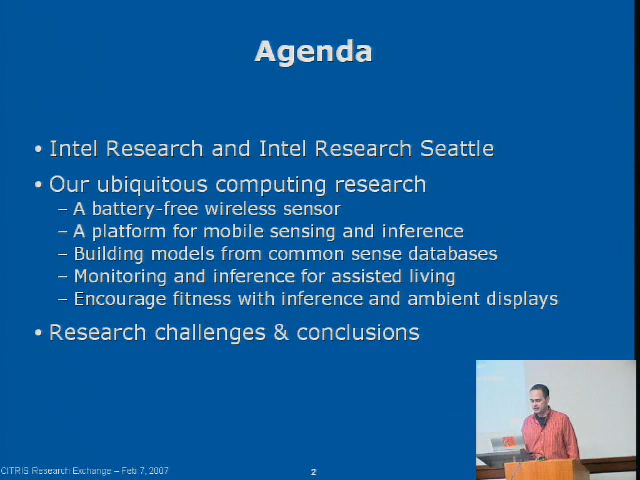 Agenda
• Intel Research and Intel Research Seattle
• Our ubiquitous computing research
– A battery-free wireless sensor
– A platform for mobile sensing and inference
– Building models from common sense databases
– Monitoring and inference for assisted living
– Encourage fitness with inference and ambient displays
• Research challenges & conclusions
CITRIS Research Exchange – Feb 7, 2007
2